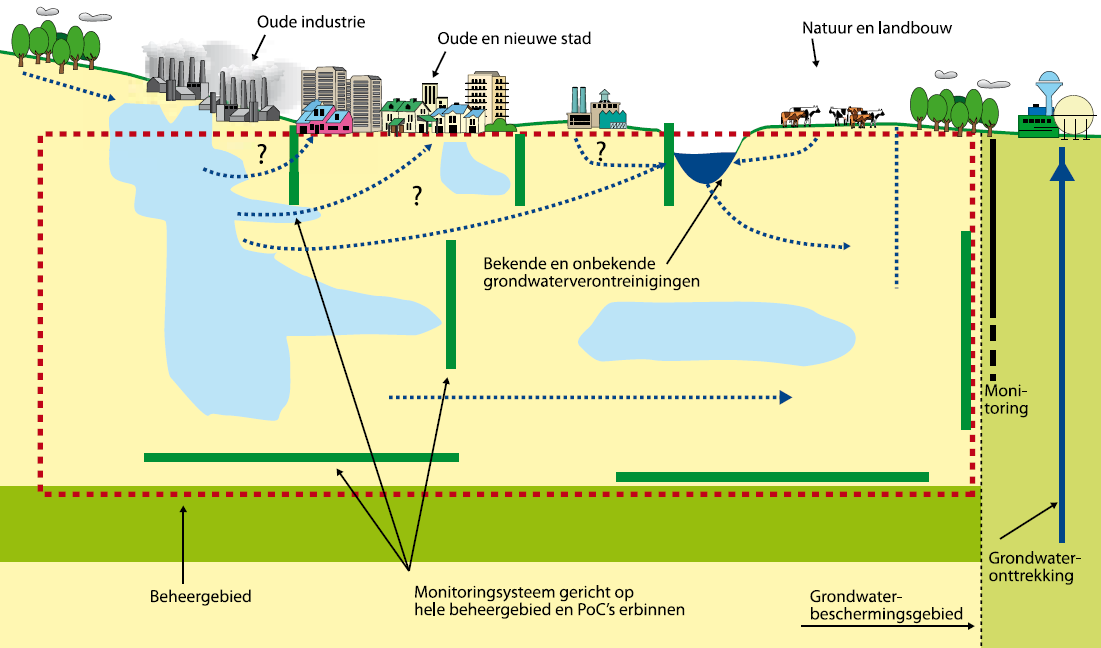 Oude industrie
Oude en nieuwe stad
Natuur en landbouw
?
?
?
Bekende en onbekende
grondwaterverontreinigingen
Moni-
toring
Grondwater-
onttrekking
Beheergebied
Monitoringsysteem gericht op
hele beheergebied en PoC's erbinnen
Grondwater-
beschermingsgebied